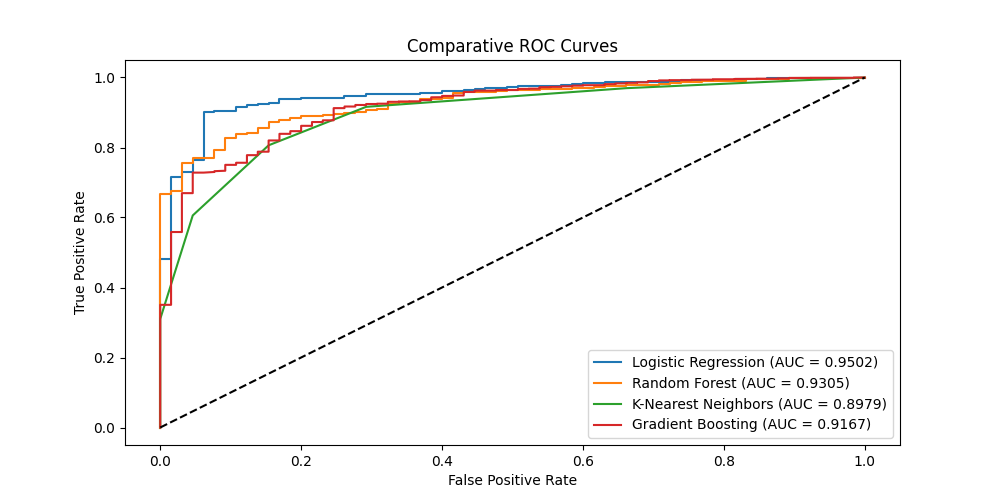 Comparative ROC Curves
True Positive Rate
1.0
0.8
0.6
0.4
0.2
0.0
Logistic Regression (AUC = 0.9502)
Random Forest (AUC = 0.9305)
K-Nearest Neighbors (AUC = 0.8979)
Gradient Boosting (AUC = 0.9167)
0.0 0.2 0.4 0.6 0.8 1.0
False Positive Rate